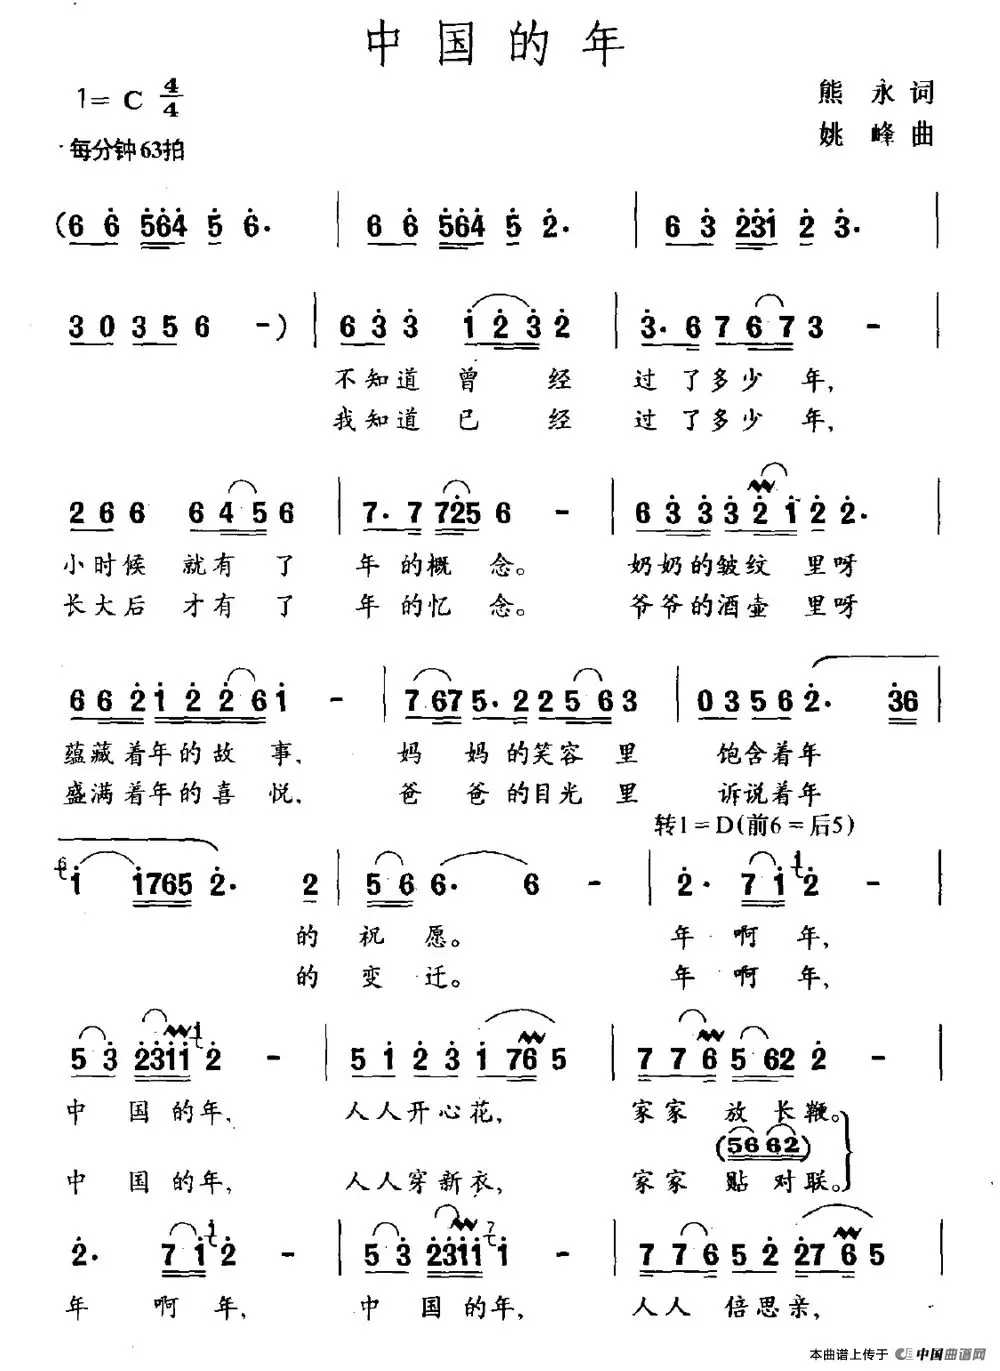 中国的年
1=C 4/4
熊永词
每分钟63拍
姚峰曲
(6 6 564 5 6. | 6 6 564 5 2. | 6 3 231 2 3. |
3 0 3 5 6 -) | 6 3 3 1 2 3 2 | 3. 6 7 6 7 3 - |
不知道曾经过了多少年,
我知道已经过了多少年,
2 6 6 6 4 5 6 | 7. 7 725 6 - | 6 3 3 3 2 1 2 2. |
小时候就有了年的概念。奶奶的皱纹里呀
长大后才有了年的忆念。爷爷的酒壶里呀
6 6 2 1 2 2 6 1 - | 7 67 5. 2 2 5 6 3 | 0 3 5 6 2. 36 |
蕴藏着年的故事,妈妈的笑容里饱含着年
盛满着年的喜悦,爸爸的目光里诉说着年
转1=D(前6=后5)
6 1 1765 2. 2 | 5 6 6. 6 - | 2. 7 1 1 2 - |
的祝愿。年啊年,
的变迁。年啊年,
5 3 2311 1 2 - | 5 1 2 3 1 76 5 | 7 7 6 5 62 2 - |
中国的年,人人开心花,家家放长鞭。
(56 62)
中国的年,人人穿新衣,家家贴对联。
2. 7 1 1 2 - | 5 3 2311 7 1 - | 7 7 6 5 2 27 6 5 |
年啊年,中国的年,人人倍思亲,
本曲谱上传于 中国曲谱网